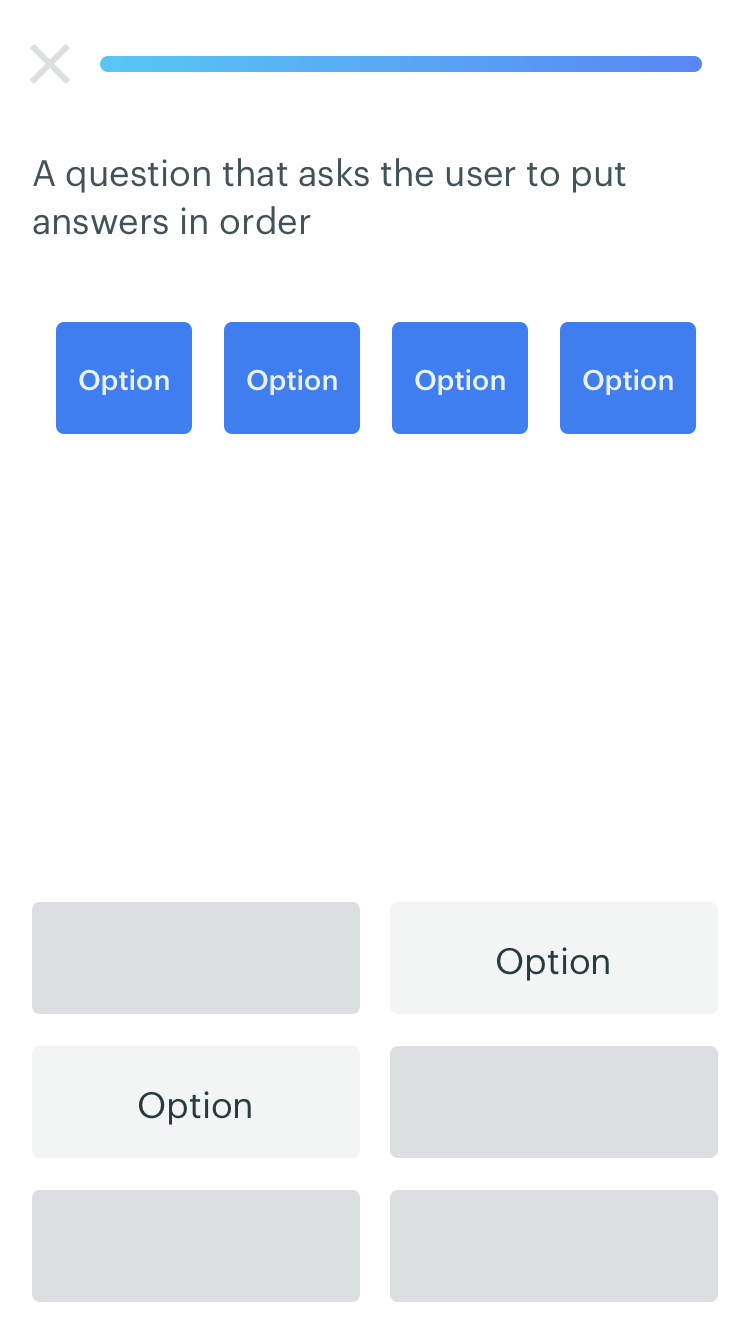 A question that asks the user to put
answers in order
Option Option Option Option
Option
Option